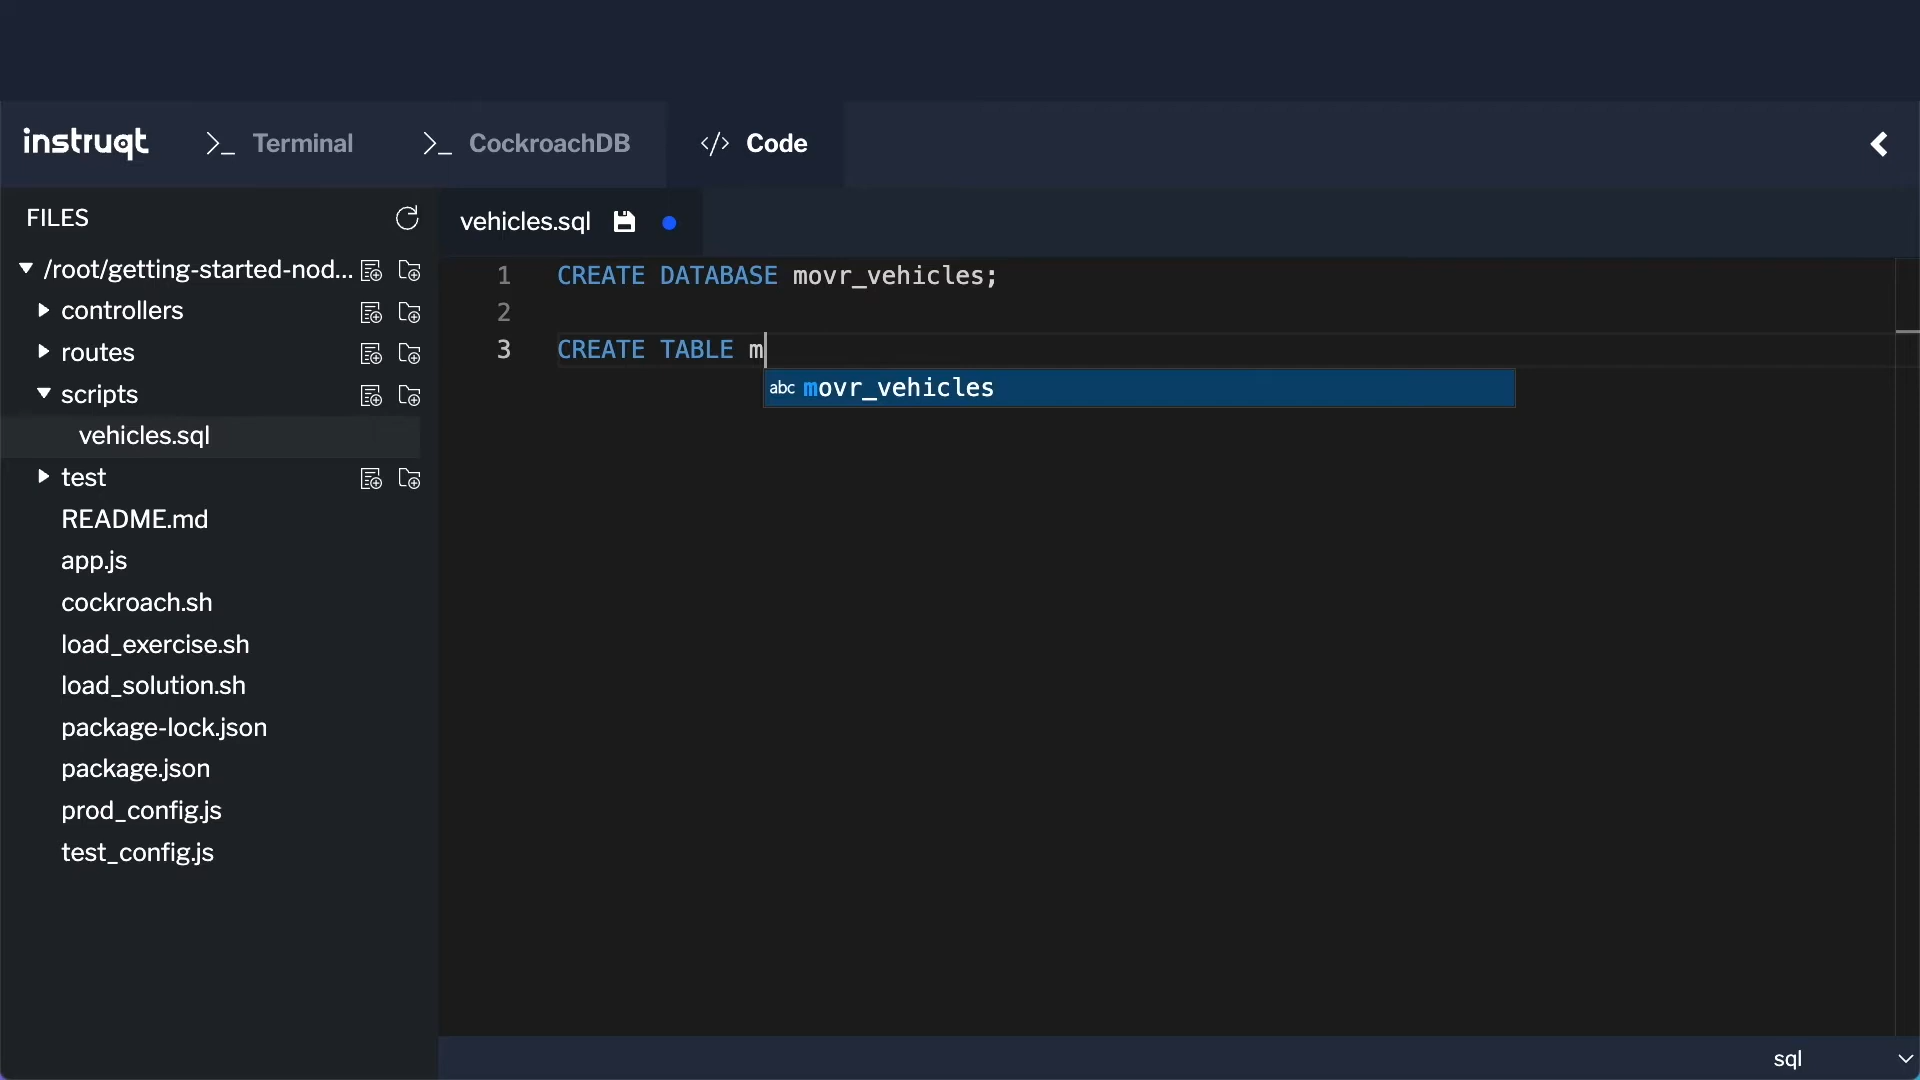 instruqt >_ Terminal >_ CockroachDB </> Code
FILES
/root/getting-started-nod...
controllers
routes
scripts
vehicles.sql
test
README.md
app.js
cockroach.sh
load_exercise.sh
load_solution.sh
package-lock.json
package.json
prod_config.js
test_config.js
vehicles.sql
1 CREATE DATABASE movr_vehicles;
2
3 CREATE TABLE m
abc movr_vehicles
sql